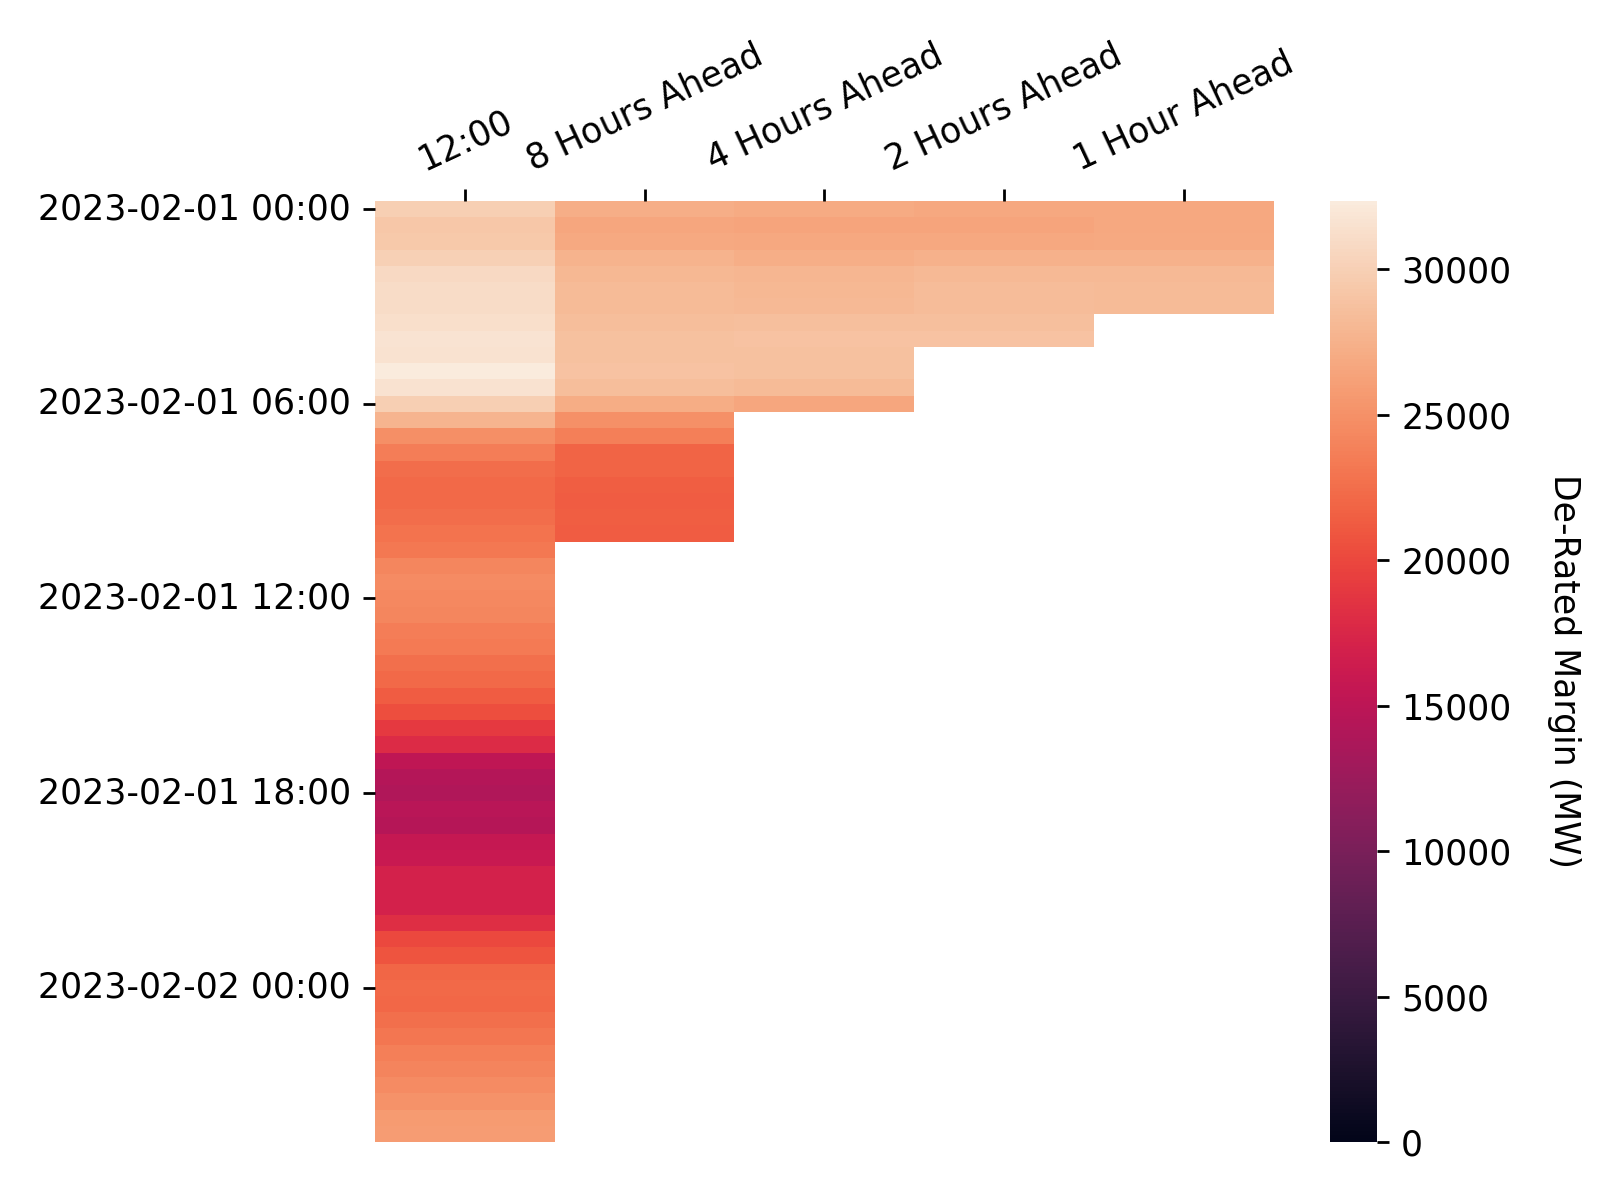 12:00
8 Hours Ahead
4 Hours Ahead
2 Hours Ahead
1 Hour Ahead
2023-02-01 00:00
2023-02-01 06:00
2023-02-01 12:00
2023-02-01 18:00
2023-02-02 00:00
30000
25000
20000
15000
10000
5000
0
De-Rated Margin (MW)